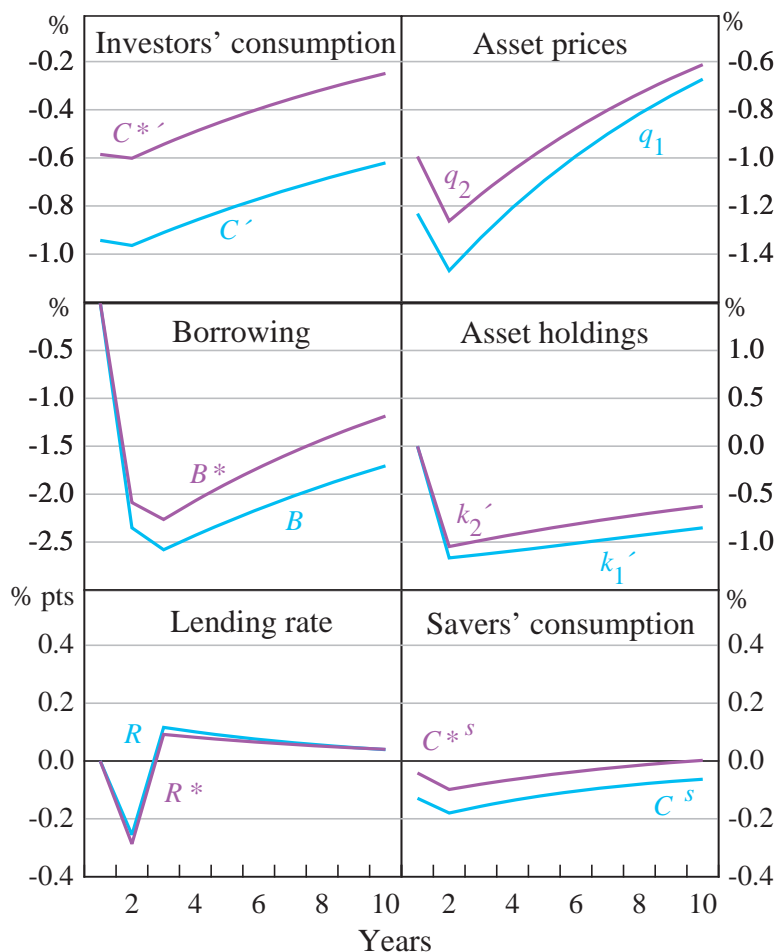 % %
Investors’ consumption Asset prices
-0.2 -0.6
-0.4 -0.8
C*´ q1
-0.6 -1.0
q2
-0.8 -1.2
C´
-1.0 -1.4
% %
Borrowing Asset holdings
-0.5 1.0
-1.0 0.5
-1.5 0.0
B*
-2.0 -0.5
B k2´
-2.5 -1.0
k1´
% pts %
Lending rate Savers’ consumption
0.4 0.4
0.2 0.2
R C*s
0.0 0.0
R* Cs
-0.2 -0.2
-0.4 -0.4
2 4 6 8 10 2 4 6 8 10
Years